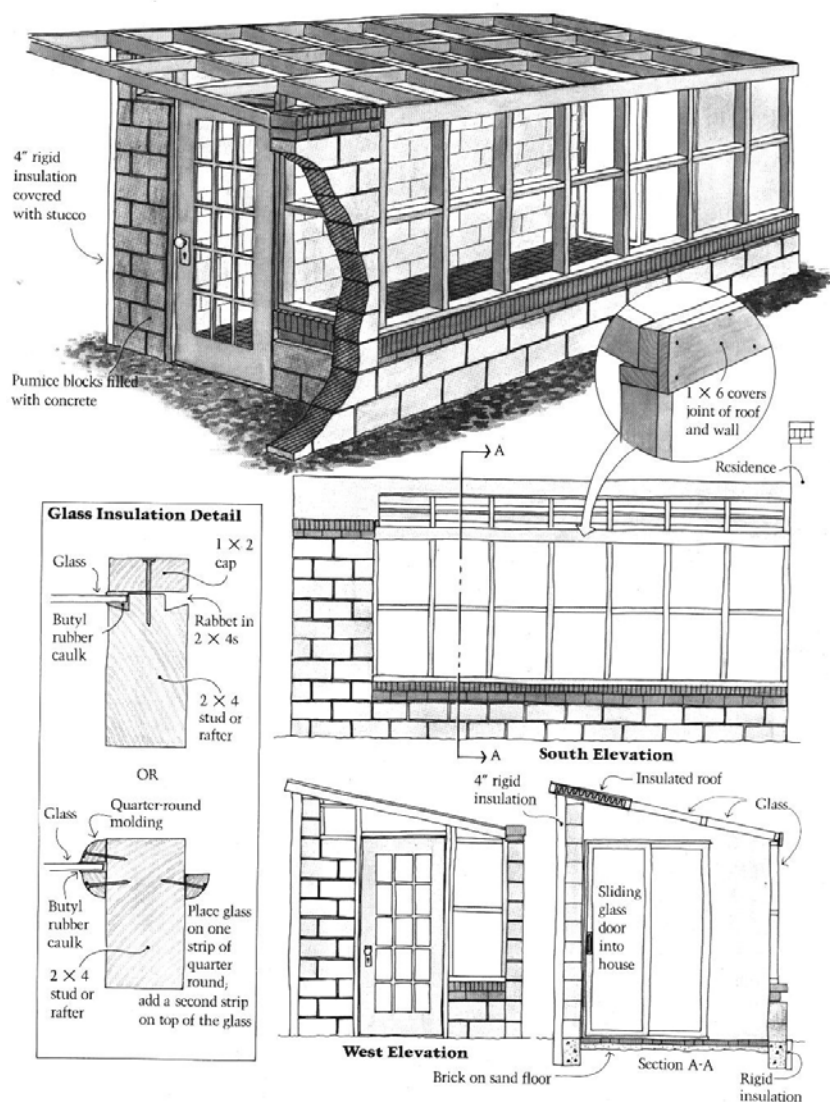 4" rigid
insulation
covered
with stucco
Pumice blocks filled
with concrete
1 × 6 covers
joint of roof
and wall
A
Residence
Glass Insulation Detail
1 × 2
cap
Glass
Butyl
rubber
caulk
Rabbet in
2 × 4s
2 × 4
stud or
rafter
OR
Quarter-round
molding
Glass
Butyl
rubber
caulk
2 × 4
stud or
rafter
Place glass
on one
strip of
quarter
round;
add a second strip
on top of the glass
A
South Elevation
4" rigid
insulation
Insulated roof
Glass
Sliding
glass
door
into
house
West Elevation
Brick on sand floor
Section A-A
Rigid
insulation